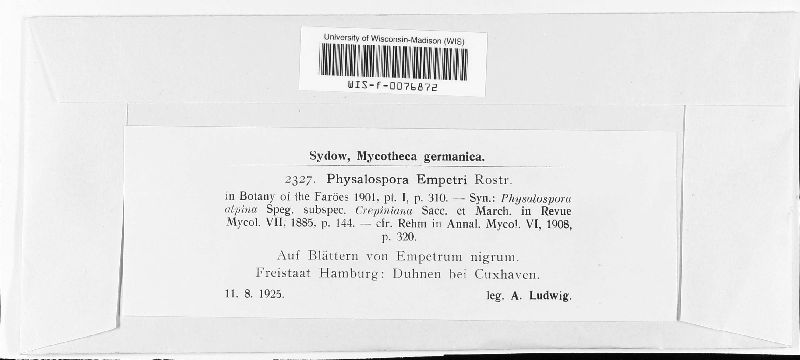 University of Wisconsin-Madison (WIS)
WIS-f-0076872
Sydow, Mycotheca germanica.
2327. Physalospora Empetri Rostr.
in Botany of the Faröes 1901, pt. I, p. 310. — Syn.: Physalospora
alpina Speg. subspec. Crepiniana Sacc. et March. in Revue
Mycol. VII, 1885, p. 144. — cfr. Rehm in Annal. Mycol. VI, 1908,
p. 320.
Auf Blättern von Empetrum nigrum.
Freistaat Hamburg: Duhnen bei Cuxhaven.
11. 8. 1925. leg. A. Ludwig.